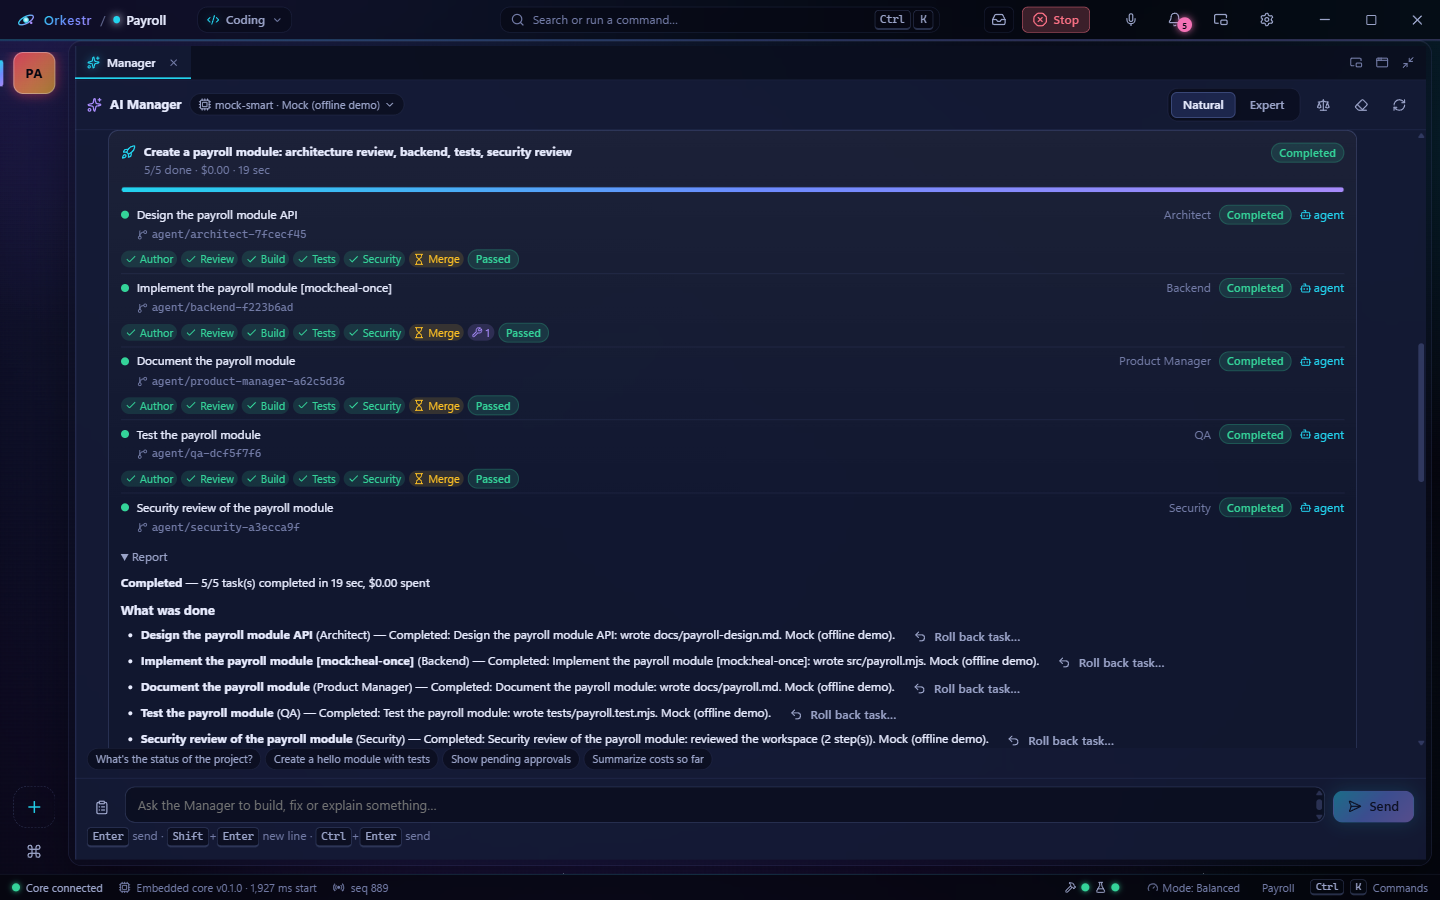 Orkestr / Payroll Coding Search or run a command... Ctrl K Stop 5
PA Manager
AI Manager mock-smart · Mock (offline demo) Natural Expert
Create a payroll module: architecture review, backend, tests, security review Completed
5/5 done · $0.00 · 19 sec
Design the payroll module API Architect Completed agent
agent/architect-7fcecf45
Author Review Build Tests Security Merge Passed
Implement the payroll module [mock:heal-once] Backend Completed agent
agent/backend-f223b6ad
Author Review Build Tests Security Merge 1 Passed
Document the payroll module Product Manager Completed agent
agent/product-manager-a62c5d36
Author Review Build Tests Security Merge Passed
Test the payroll module QA Completed agent
agent/qa-dcf5f7f6
Author Review Build Tests Security Merge Passed
Security review of the payroll module Security Completed agent
agent/security-a3ecca9f
▼ Report
Completed — 5/5 task(s) completed in 19 sec, $0.00 spent
What was done
• Design the payroll module API (Architect) — Completed: Design the payroll module API: wrote docs/payroll-design.md. Mock (offline demo). Roll back task...
• Implement the payroll module [mock:heal-once] (Backend) — Completed: Implement the payroll module [mock:heal-once]: wrote src/payroll.mjs. Mock (offline demo). Roll back task...
• Document the payroll module (Product Manager) — Completed: Document the payroll module: wrote docs/payroll.md. Mock (offline demo). Roll back task...
• Test the payroll module (QA) — Completed: Test the payroll module: wrote tests/payroll.test.mjs. Mock (offline demo). Roll back task...
• Security review of the payroll module (Security) — Completed: Security review of the payroll module: reviewed the workspace (2 step(s)). Mock (offline demo). Roll back task...
What's the status of the project? Create a hello module with tests Show pending approvals Summarize costs so far
Ask the Manager to build, fix or explain something... Send
Enter send · Shift + Enter new line · Ctrl + Enter send
Core connected Embedded core v0.1.0 · 1,927 ms start seq 889 Mode: Balanced Payroll Ctrl K Commands